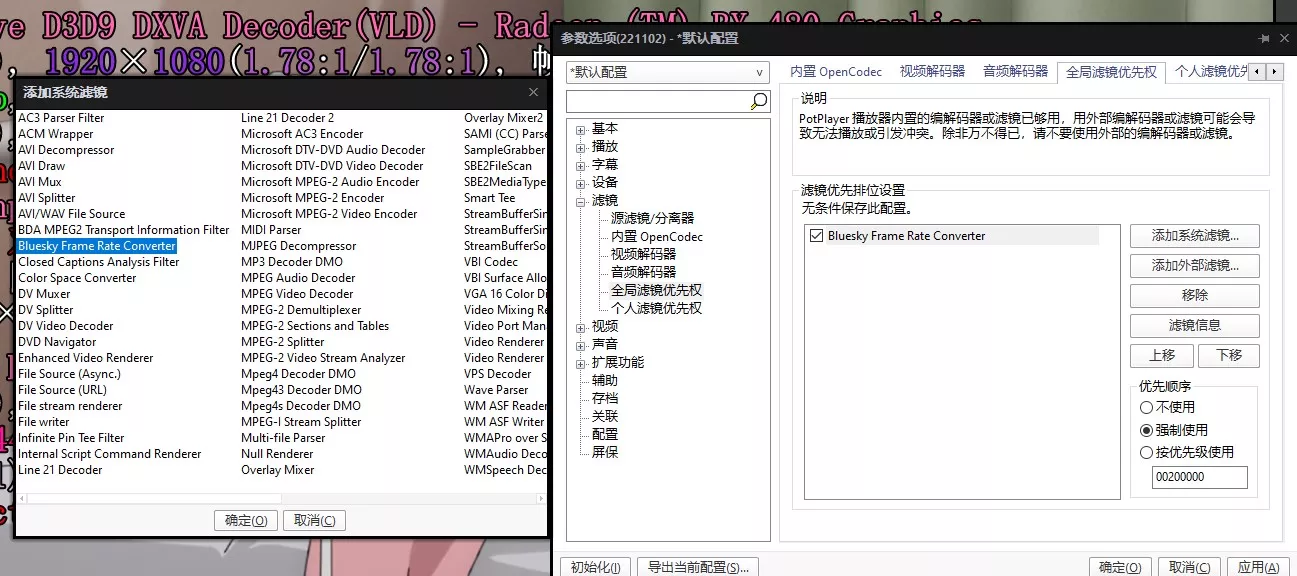 ve D3D9 DXVA Decoder(VLD) - Radeon (TM) RX 480 Graphics
), 1920×1080(1.78:1/1.78:1), 帧
添加系统滤镜
AC3 Parser Filter
ACM Wrapper
AVI Decompressor
AVI Draw
AVI Mux
AVI Splitter
AVI/WAV File Source
BDA MPEG2 Transport Information Filter
Bluesky Frame Rate Converter
Closed Captions Analysis Filter
Color Space Converter
DV Muxer
DV Splitter
DV Video Decoder
DVD Navigator
Enhanced Video Renderer
File Source (Async.)
File Source (URL)
File stream renderer
File writer
Infinite Pin Tee Filter
Internal Script Command Renderer
Line 21 Decoder
Line 21 Decoder 2
Microsoft AC3 Encoder
Microsoft DTV-DVD Audio Decoder
Microsoft DTV-DVD Video Decoder
Microsoft MPEG-2 Audio Encoder
Microsoft MPEG-2 Encoder
Microsoft MPEG-2 Video Encoder
MIDI Parser
MJPEG Decompressor
MP3 Decoder DMO
MPEG Audio Decoder
MPEG Video Decoder
MPEG-2 Demultiplexer
MPEG-2 Sections and Tables
MPEG-2 Splitter
MPEG-2 Video Stream Analyzer
Mpeg4 Decoder DMO
Mpeg43 Decoder DMO
Mpeg4s Decoder DMO
MPEG-I Stream Splitter
Multi-file Parser
Null Renderer
Overlay Mixer
Overlay Mixer2
SAMI (CC) Parse
SampleGrabber
SBE2FileScan
SBE2MediaType
Smart Tee
StreamBufferSin
StreamBufferSin
StreamBufferSo
VBI Codec
VBI Surface Allo
VGA 16 Color Di
Video Mixing Re
Video Port Man
Video Renderer
Video Renderer
VPS Decoder
Wave Parser
WM ASF Reade
WM ASF Writer
WMAPro over S
WMAudio Deco
WMSpeech Dec
确定(O)
取消(C)
参数选项(221102) - *默认配置
*默认配置
基本
播放
字幕
设备
滤镜
源滤镜/分离器
内置 OpenCodec
视频解码器
音频解码器
全局滤镜优先权
个人滤镜优先权
视频
声音
扩展功能
辅助
存档
关联
配置
屏保
内置 OpenCodec
视频解码器
音频解码器
全局滤镜优先权
个人滤镜优先
说明
PotPlayer 播放器内置的编解码器或滤镜已够用，用外部编解码器或滤镜可能会导
致无法播放或引发冲突。除非万不得已，请不要使用外部的编解码器或滤镜。
滤镜优先排位设置
无条件保存此配置。
Bluesky Frame Rate Converter
添加系统滤镜...
添加外部滤镜...
移除
滤镜信息
上移
下移
优先顺序
不使用
强制使用
按优先级使用
00200000
初始化(I)
导出当前配置(S)...
确定(O)
取消(C)
应用(A)